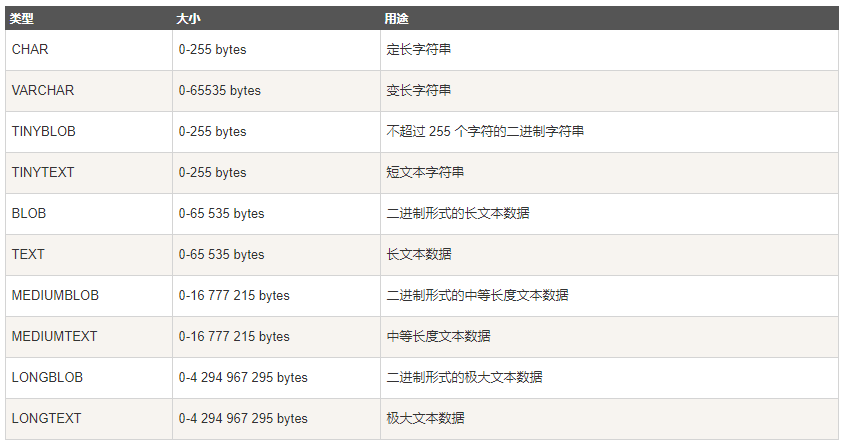 类型 大小 用途
CHAR 0-255 bytes 定长字符串
VARCHAR 0-65535 bytes 变长字符串
TINYBLOB 0-255 bytes 不超过 255 个字符的二进制字符串
TINYTEXT 0-255 bytes 短文本字符串
BLOB 0-65 535 bytes 二进制形式的长文本数据
TEXT 0-65 535 bytes 长文本数据
MEDIUMBLOB 0-16 777 215 bytes 二进制形式的中等长度文本数据
MEDIUMTEXT 0-16 777 215 bytes 中等长度文本数据
LONGBLOB 0-4 294 967 295 bytes 二进制形式的极大文本数据
LONGTEXT 0-4 294 967 295 bytes 极大文本数据